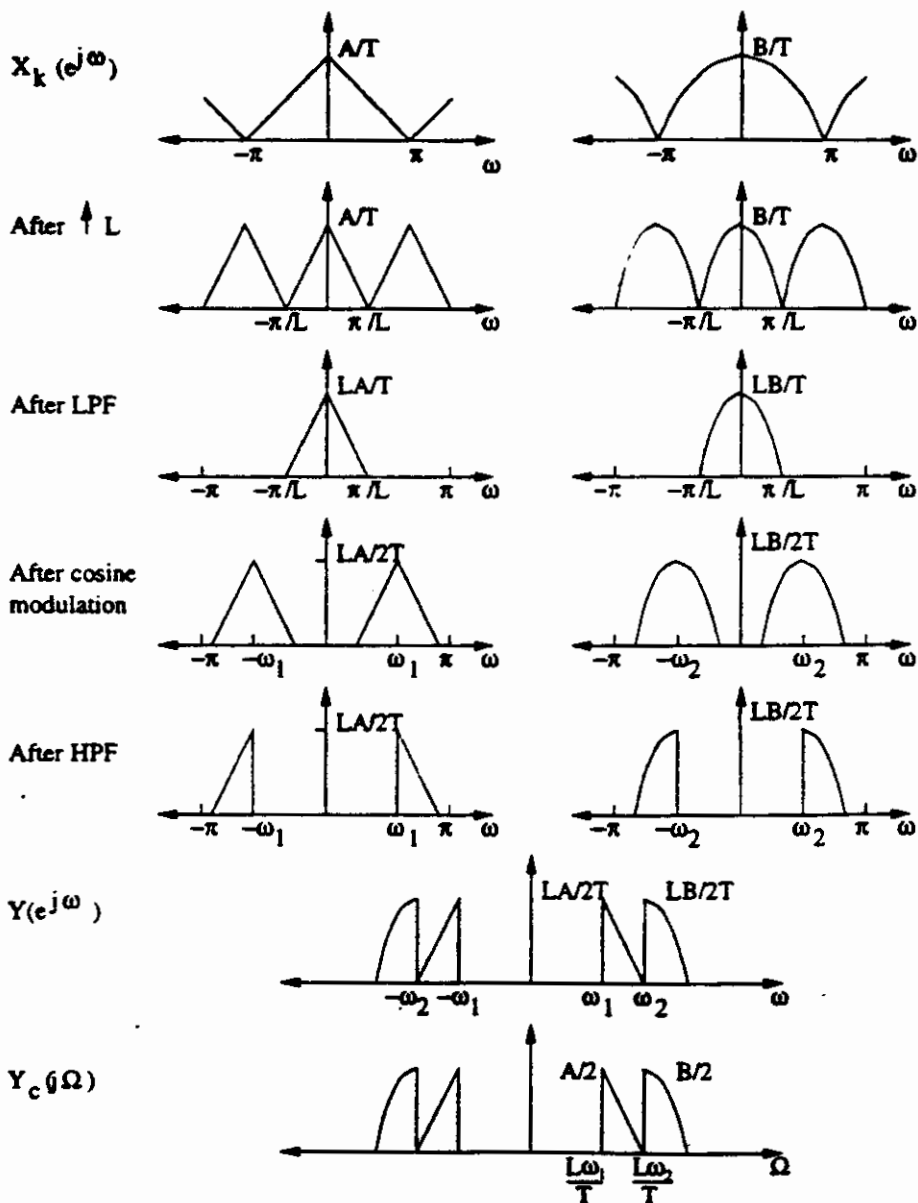 X_k (e^jω)
A/T
B/T
-π π ω
-π π ω
After ↑ L
A/T
B/T
-π/L π/L ω
-π/L π/L ω
After LPF
LA/T
LB/T
-π -π/L π/L π ω
-π -π/L π/L π ω
After cosine
modulation
LA/2T
LB/2T
-π -ω_1 ω_1 π ω
-π -ω_2 ω_2 π ω
After HPF
LA/2T
LB/2T
-π -ω_1 ω_1 π ω
-π -ω_2 ω_2 π ω
Y(e^jω)
LA/2T LB/2T
-ω_2 -ω_1 ω_1 ω_2 ω
Y_c (jΩ)
A/2 B/2
Lω_1/T Lω_2/T Ω